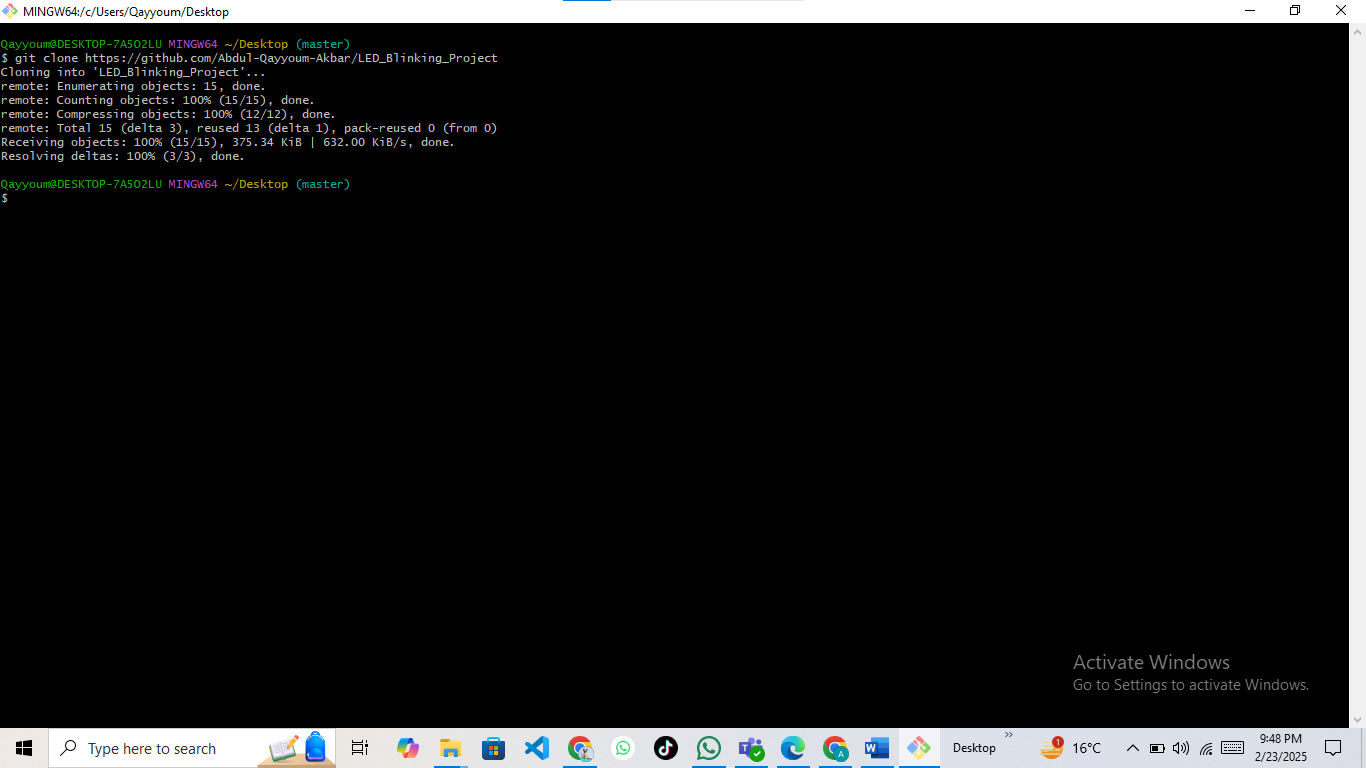 MINGW64:/c/Users/Qayyoum/Desktop
Qayyoum@DESKTOP-7A5O2LU MINGW64 ~/Desktop (master)
$ git clone https://github.com/Abdul-Qayyoum-Akbar/LED_Blinking_Project
Cloning into 'LED_Blinking_Project'...
remote: Enumerating objects: 15, done.
remote: Counting objects: 100% (15/15), done.
remote: Compressing objects: 100% (12/12), done.
remote: Total 15 (delta 3), reused 13 (delta 1), pack-reused 0 (from 0)
Receiving objects: 100% (15/15), 375.34 KiB | 632.00 KiB/s, done.
Resolving deltas: 100% (3/3), done.
Qayyoum@DESKTOP-7A5O2LU MINGW64 ~/Desktop (master)
$
Activate Windows
Go to Settings to activate Windows.
Type here to search
Desktop
1
16°C
9:48 PM
2/23/2025